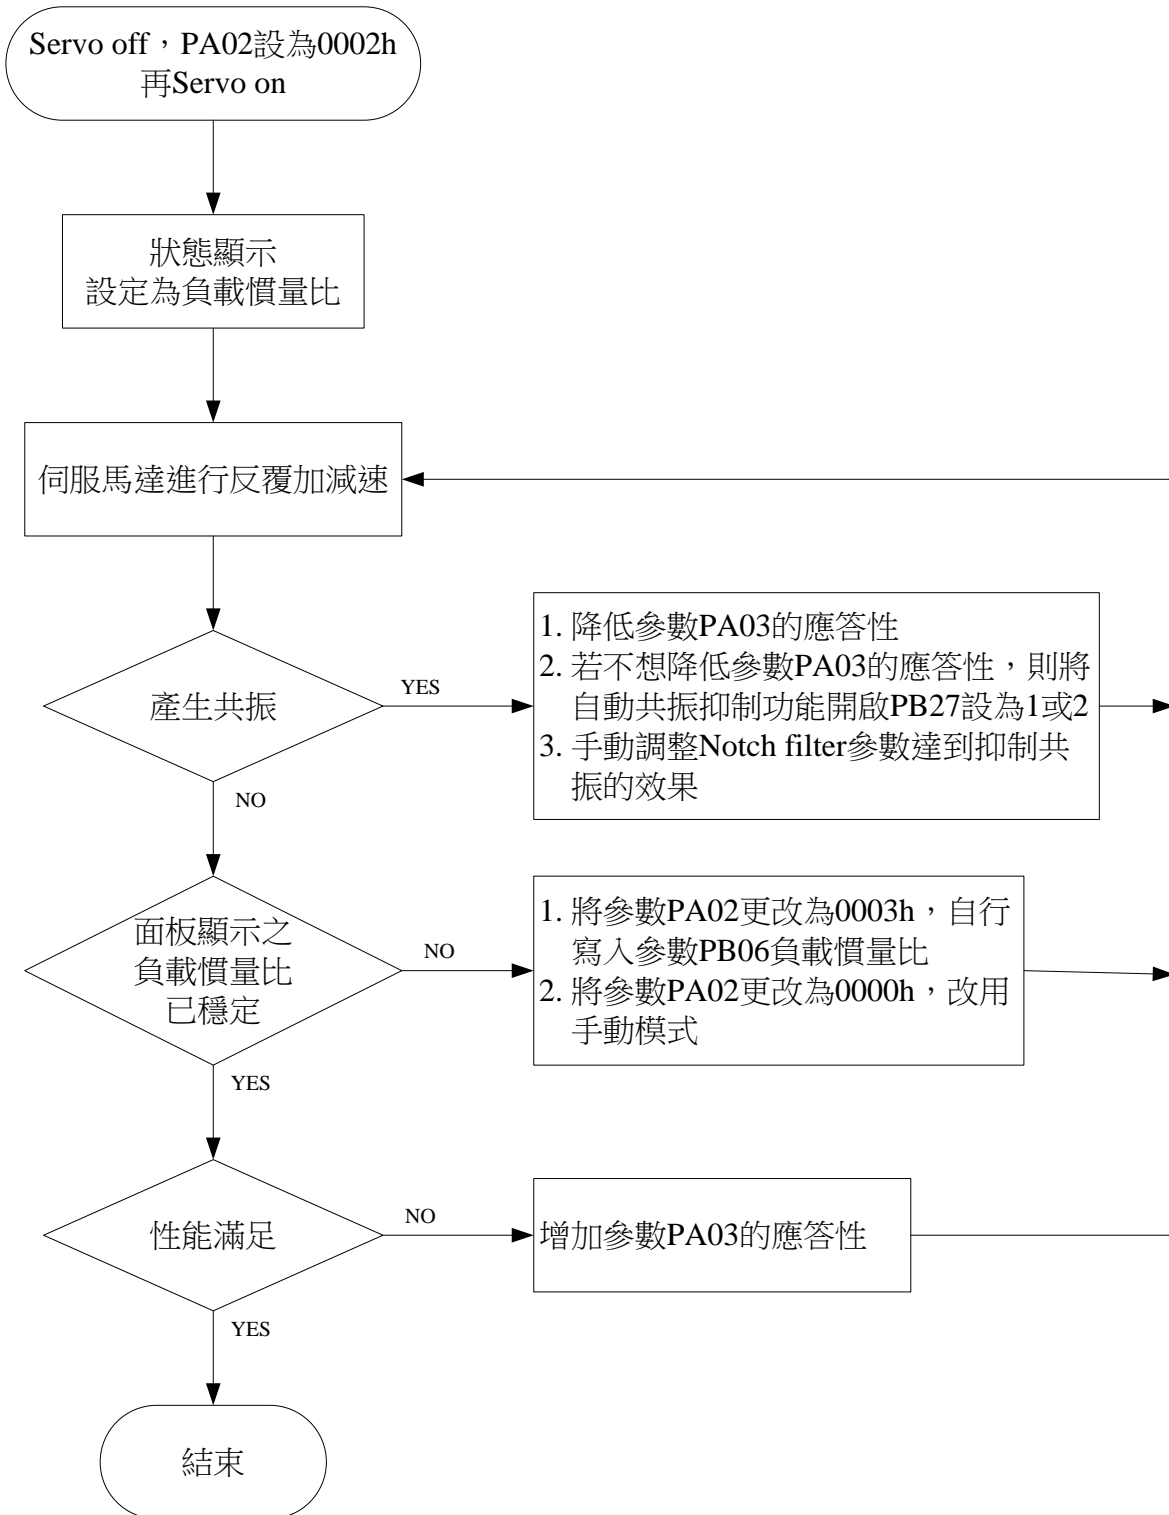 Servo off，PA02設為0002h
再Servo on
狀態顯示
設定為負載慣量比
伺服馬達進行反覆加減速
產生共振
YES
1. 降低參數PA03的應答性
2. 若不想降低參數PA03的應答性，則將
自動共振抑制功能開啟PB27設為1或2
3. 手動調整Notch filter參數達到抑制共
振的效果
NO
面板顯示之
負載慣量比
已穩定
NO
1. 將參數PA02更改為0003h，自行
寫入參數PB06負載慣量比
2. 將參數PA02更改為0000h，改用
手動模式
YES
性能滿足
NO
增加參數PA03的應答性
YES
結束